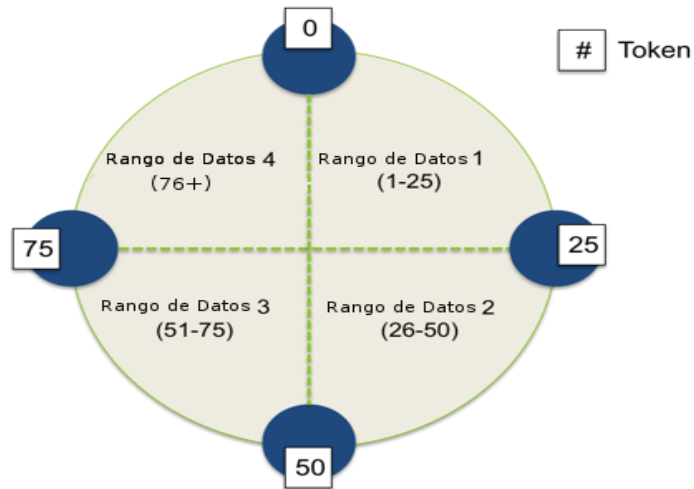 0
# Token
Rango de Datos 4
(76+)
Rango de Datos 1
(1-25)
75
25
Rango de Datos 3
(51-75)
Rango de Datos 2
(26-50)
50